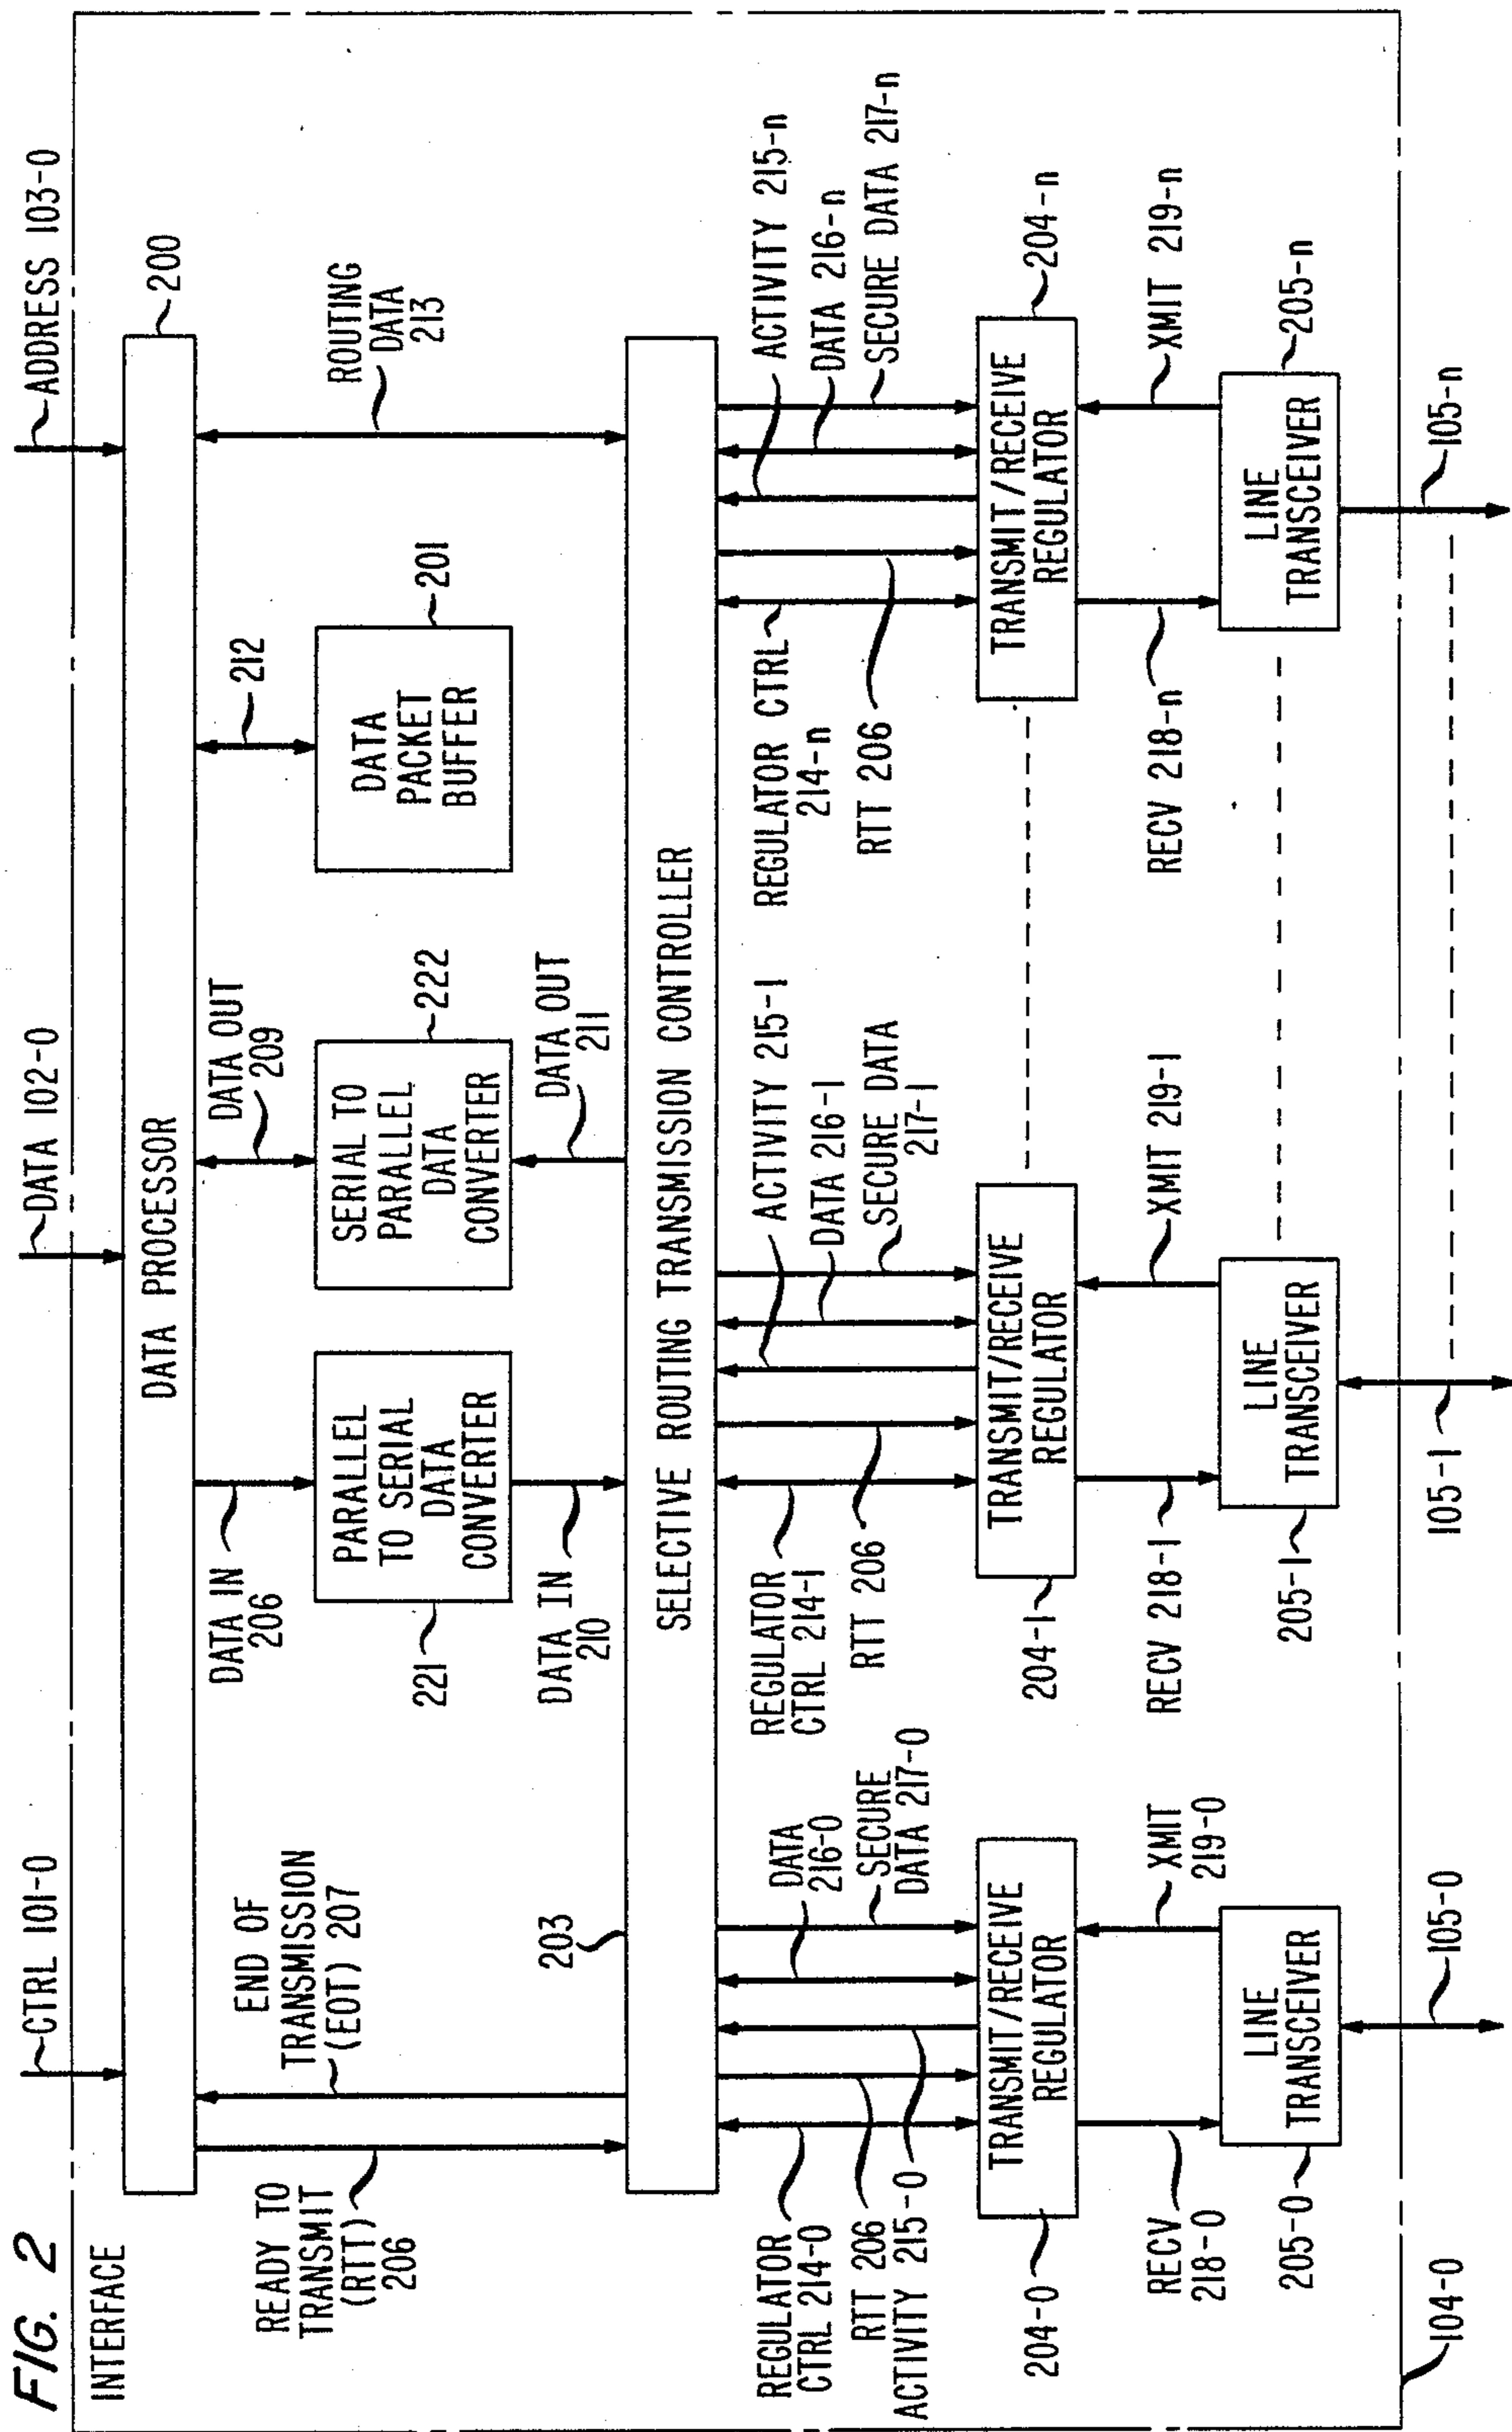 FIG. 2
INTERFACE
CTRL 101-0
DATA 102-0
ADDRESS 103-0
DATA PROCESSOR
200
READY TO
TRANSMIT
(RTT)
206
END OF
TRANSMISSION
(EOT) 207
DATA IN
206
PARALLEL
TO SERIAL
DATA
CONVERTER
221
DATA IN
210
DATA OUT
209
SERIAL TO
PARALLEL
DATA
CONVERTER
222
DATA OUT
211
212
DATA
PACKET
BUFFER
201
ROUTING
DATA
213
203
SELECTIVE ROUTING TRANSMISSION CONTROLLER
REGULATOR
CTRL 214-0
RTT 206
ACTIVITY 215-0
DATA
216-0
SECURE
DATA 217-0
REGULATOR
CTRL 214-1
RTT 206
ACTIVITY 215-1
DATA 216-1
SECURE DATA
217-1
REGULATOR CTRL
214-n
RTT 206
ACTIVITY 215-n
DATA 216-n
SECURE DATA 217-n
TRANSMIT/RECEIVE
REGULATOR
204-0
TRANSMIT/RECEIVE
REGULATOR
204-1
TRANSMIT/RECEIVE
REGULATOR
204-n
RECV
218-0
XMIT
219-0
RECV 218-1
XMIT 219-1
RECV 218-n
XMIT 219-n
LINE
TRANSCEIVER
205-0
LINE
TRANSCEIVER
205-1
LINE
TRANSCEIVER
205-n
104-0
105-0
105-1
105-n